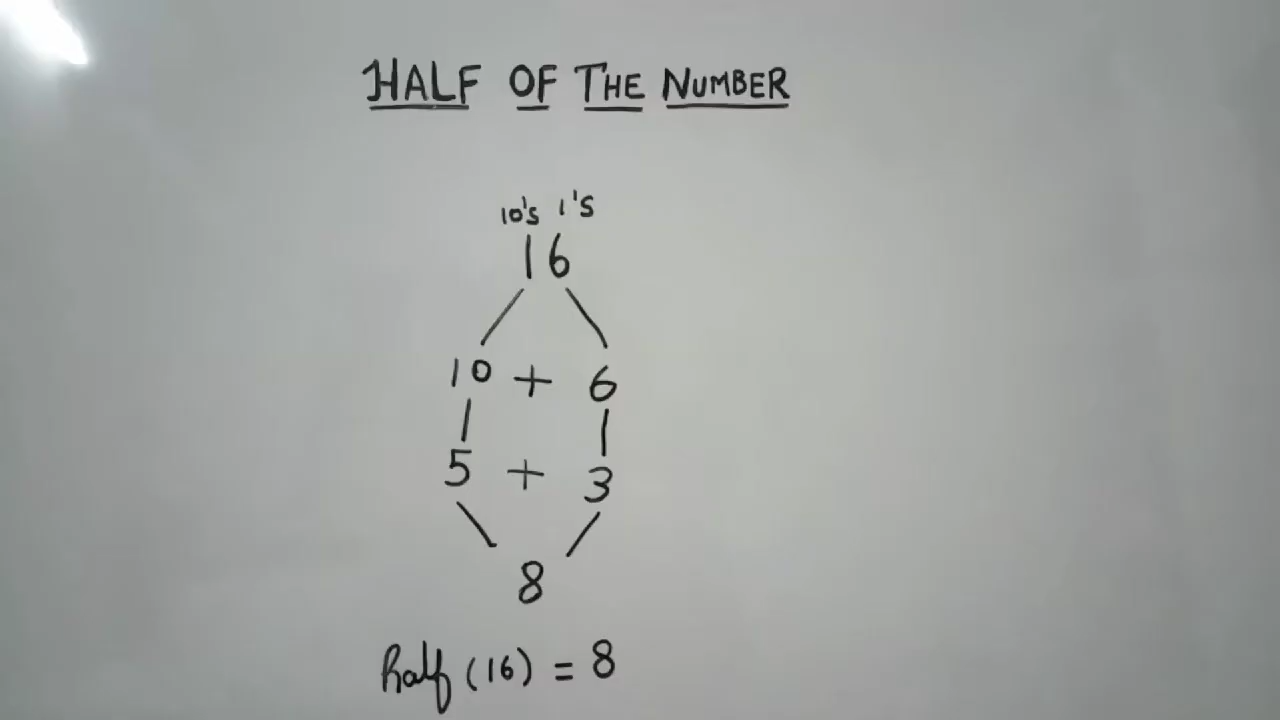 HALF OF THE NUMBER
10's 1's
16
10 + 6
5 + 3
8
half (16) = 8